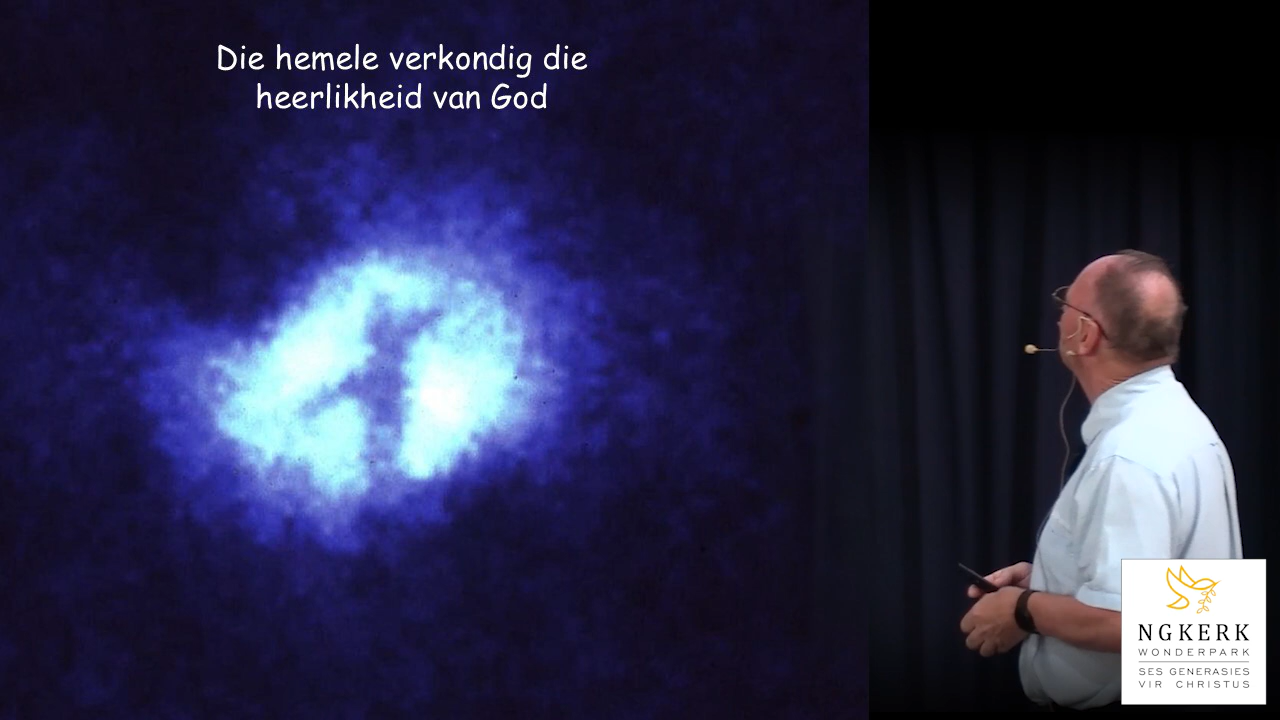 Die hemele verkondig die
heerlikheid van God
NGKERK
WONDERPARK
SES GENERASIES
VIR CHRISTUS